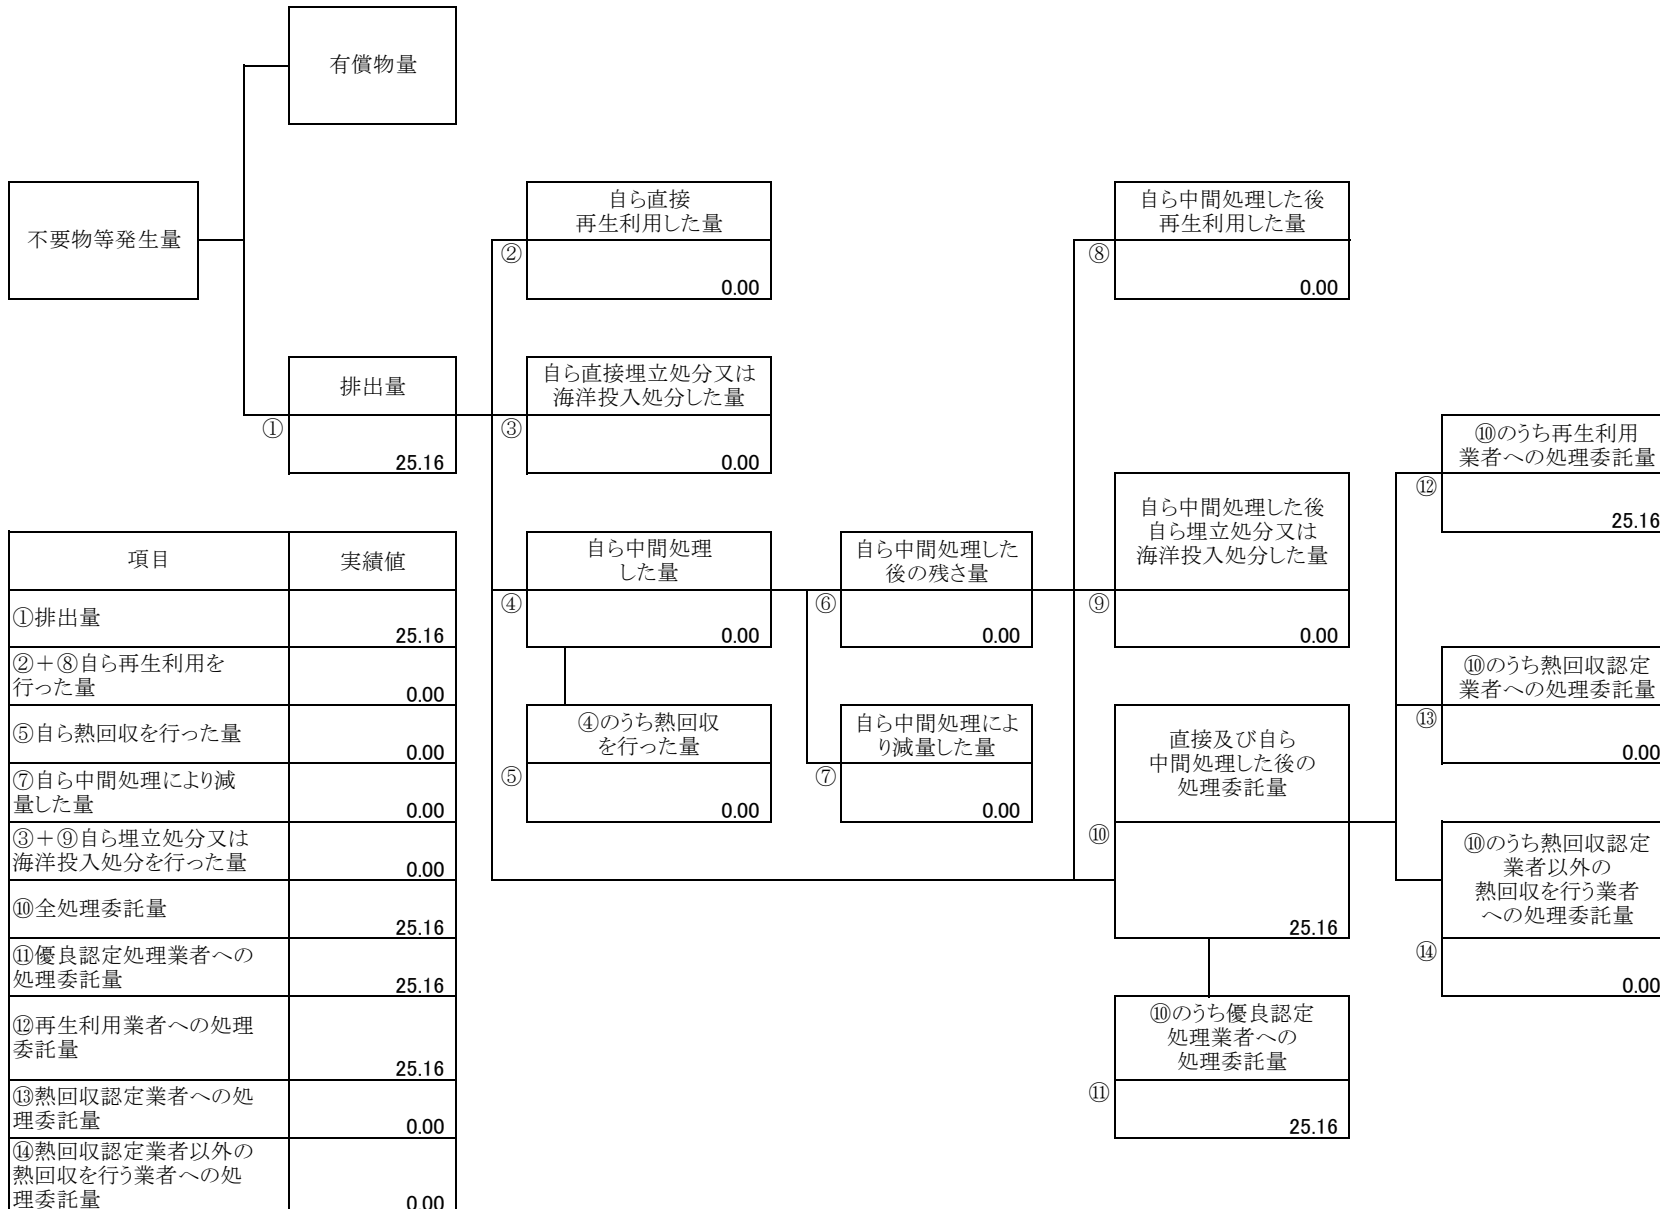 有償物量
不要物等発生量
自ら直接
再生利用した量
②
0.00
自ら中間処理した後
再生利用した量
⑧
0.00
排出量
①
25.16
自ら直接埋立処分又は
海洋投入処分した量
③
0.00
⑩のうち再生利用
業者への処理委託量
⑫
25.16
自ら中間処理
した量
④
0.00
自ら中間処理した
後の残さ量
⑥
0.00
自ら中間処理した後
自ら埋立処分又は
海洋投入処分した量
⑨
0.00
⑩のうち熱回収認定
業者への処理委託量
⑬
0.00
④のうち熱回収
を行った量
⑤
0.00
自ら中間処理によ
り減量した量
⑦
0.00
直接及び自ら
中間処理した後の
処理委託量
⑩
25.16
⑩のうち熱回収認定
業者以外の
熱回収を行う業者
への処理委託量
⑭
0.00
⑩のうち優良認定
処理業者への
処理委託量
⑪
25.16
項目 実績値
①排出量
25.16
②+⑧自ら再生利用を
行った量
0.00
⑤自ら熱回収を行った量
0.00
⑦自ら中間処理により減
量した量
0.00
③+⑨自ら埋立処分又は
海洋投入処分を行った量
0.00
⑩全処理委託量
25.16
⑪優良認定処理業者への
処理委託量
25.16
⑫再生利用業者への処理
委託量
25.16
⑬熱回収認定業者への処
理委託量
0.00
⑭熱回収認定業者以外の
熱回収を行う業者への処
理委託量
0.00